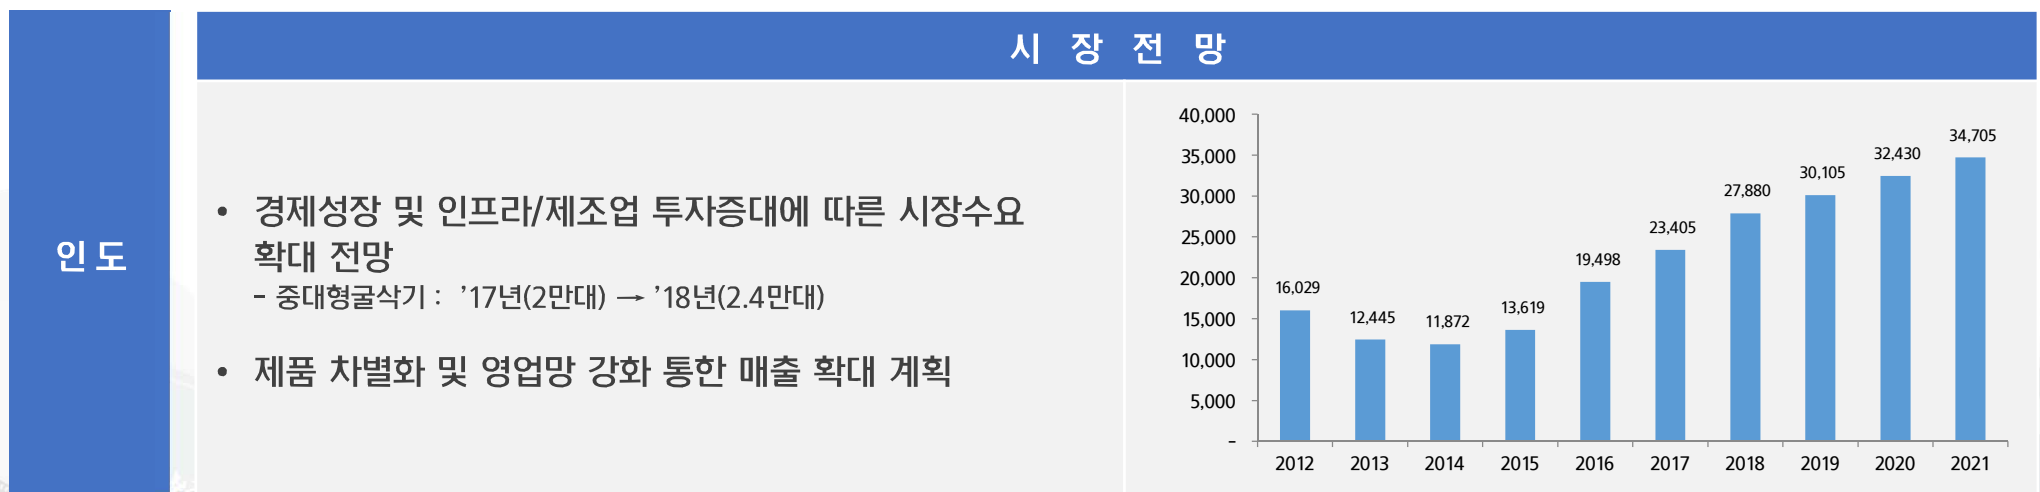 인 도
시 장 전 망
• 경제성장 및 인프라/제조업 투자증대에 따른 시장수요
확대 전망
- 중대형굴삭기 : ’17년(2만대) → ’18년(2.4만대)
• 제품 차별화 및 영업망 강화 통한 매출 확대 계획
40,000
35,000
30,000
25,000
20,000
15,000
10,000
5,000
-
16,029
12,445
11,872
13,619
19,498
23,405
27,880
30,105
32,430
34,705
2012 2013 2014 2015 2016 2017 2018 2019 2020 2021